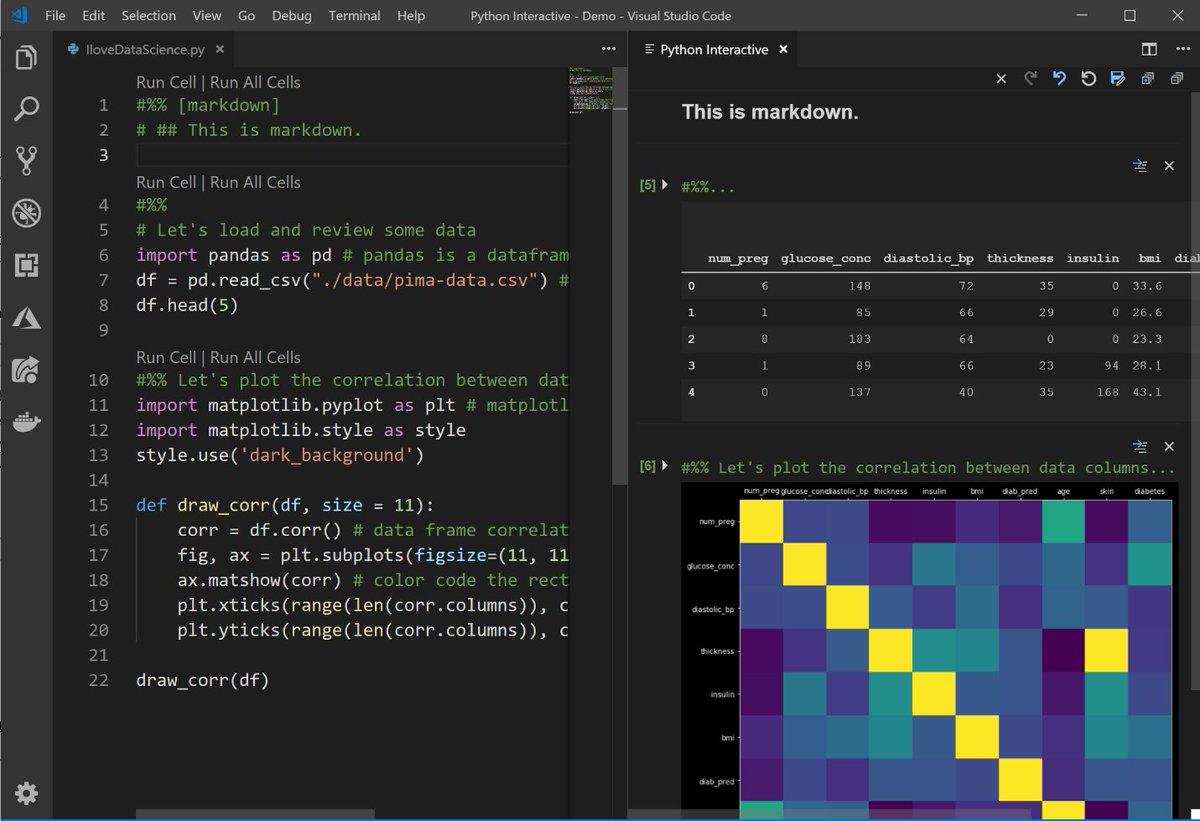 File Edit Selection View Go Debug Terminal Help Python Interactive - Demo - Visual Studio Code
IloveDataScience.py
Run Cell | Run All Cells
1 #%% [markdown]
2 # ## This is markdown.
3
Run Cell | Run All Cells
4 #%%
5 # Let's load and review some data
6 import pandas as pd # pandas is a datafram
7 df = pd.read_csv("./data/pima-data.csv") #
8 df.head(5)
9
Run Cell | Run All Cells
10 #%% Let's plot the correlation between dat
11 import matplotlib.pyplot as plt # matplotl
12 import matplotlib.style as style
13 style.use('dark_background')
14
15 def draw_corr(df, size = 11):
16 corr = df.corr() # data frame correlat
17 fig, ax = plt.subplots(figsize=(11, 11
18 ax.matshow(corr) # color code the rect
19 plt.xticks(range(len(corr.columns)), c
20 plt.yticks(range(len(corr.columns)), c
21
22 draw_corr(df)
Python Interactive
This is markdown.
[5] #%%...
num_preg glucose_conc diastolic_bp thickness insulin bmi diab
0 6 148 72 35 0 33.6
1 1 85 66 29 0 26.6
2 8 183 64 0 0 23.3
3 1 89 66 23 94 28.1
4 0 137 40 35 168 43.1
[6] #%% Let's plot the correlation between data columns...
num_preg glucose_conc diastolic_bp thickness insulin bmi diab_pred age skin diabetes
num_preg
glucose_conc
diastolic_bp
thickness
insulin
bmi
diab_pred